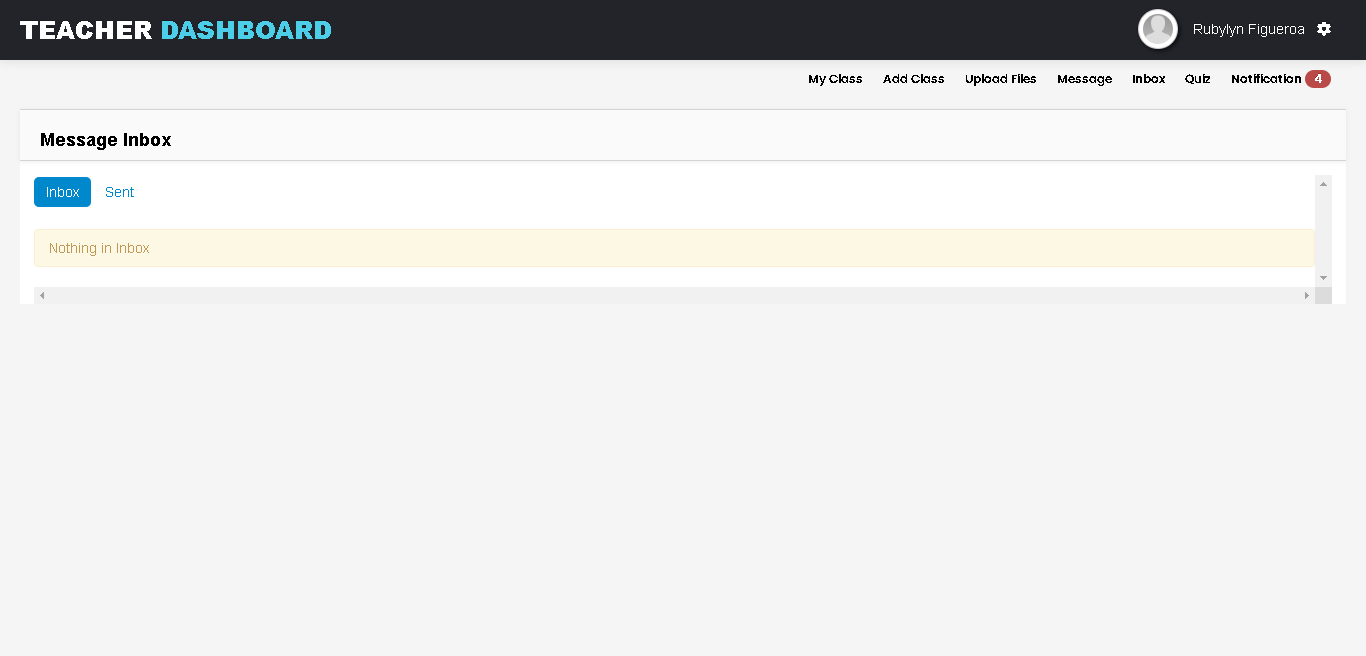 TEACHER DASHBOARD
Rubylyn Figueroa
My Class Add Class Upload Files Message Inbox Quiz Notification 4
Message Inbox
Inbox Sent
Nothing in Inbox